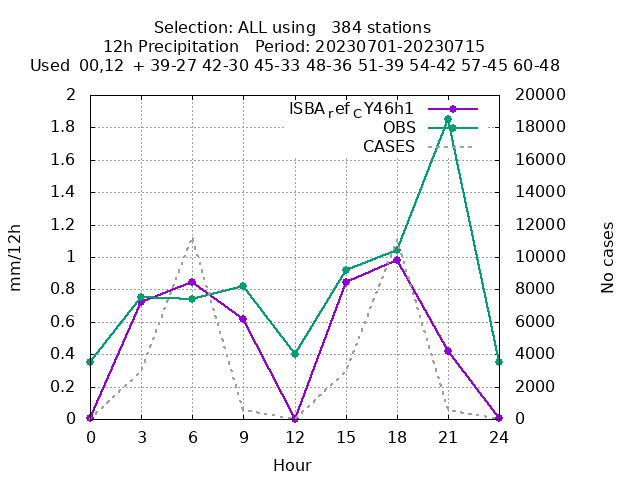 Selection: ALL using   384 stations
12h Precipitation   Period: 20230701-20230715
Used  00,12  + 39-27 42-30 45-33 48-36 51-39 54-42 57-45 60-48
ISBA_ref_CY46h1
OBS
CASES
2
1.8
1.6
1.4
1.2
1
0.8
0.6
0.4
0.2
0
20000
18000
16000
14000
12000
10000
8000
6000
4000
2000
0
mm/12h
No cases
0 3 6 9 12 15 18 21 24
Hour